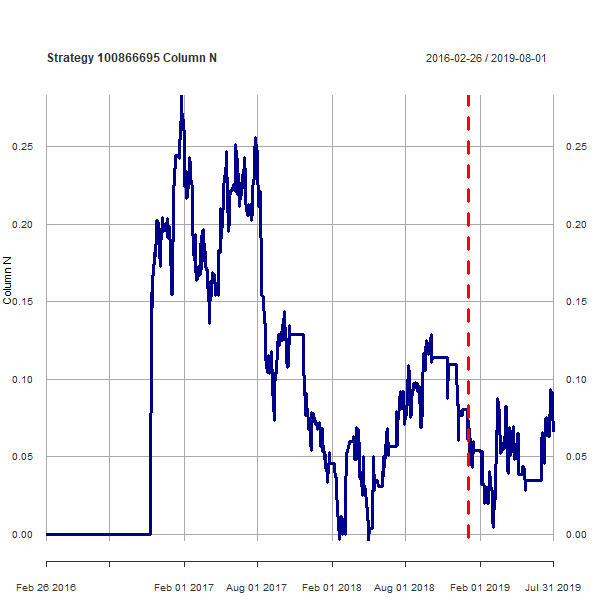 Strategy 100866695 Column N
2016-02-26 / 2019-08-01
0.25
0.20
0.15
0.10
0.05
0.00
Column N
0.25
0.20
0.15
0.10
0.05
0.00
Feb 26 2016
Feb 01 2017
Aug 01 2017
Feb 01 2018
Aug 01 2018
Feb 01 2019
Jul 31 2019